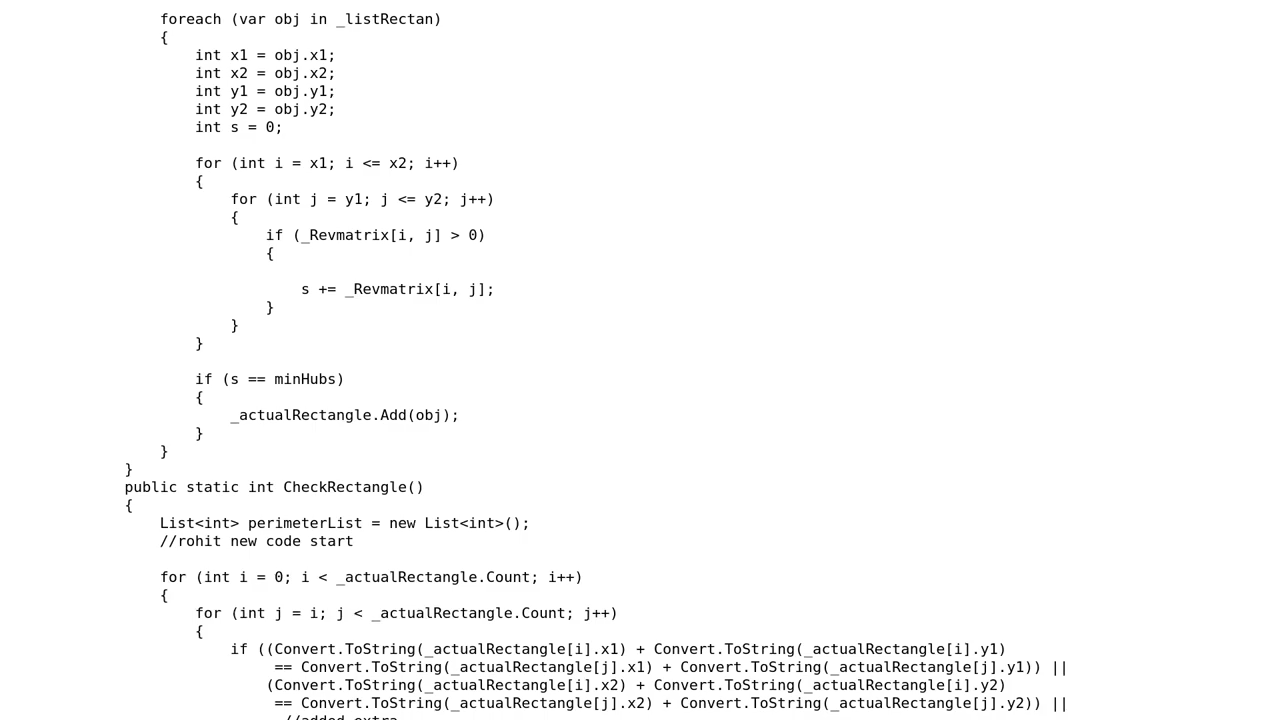 foreach (var obj in _listRectan)
{
int x1 = obj.x1;
int x2 = obj.x2;
int y1 = obj.y1;
int y2 = obj.y2;
int s = 0;
for (int i = x1; i <= x2; i++)
{
for (int j = y1; j <= y2; j++)
{
if (_Revmatrix[i, j] > 0)
{
s += _Revmatrix[i, j];
}
}
}
if (s == minHubs)
{
_actualRectangle.Add(obj);
}
}
}
public static int CheckRectangle()
{
List<int> perimeterList = new List<int>();
//rohit new code start
for (int i = 0; i < _actualRectangle.Count; i++)
{
for (int j = i; j < _actualRectangle.Count; j++)
{
if ((Convert.ToString(_actualRectangle[i].x1) + Convert.ToString(_actualRectangle[i].y1)
== Convert.ToString(_actualRectangle[j].x1) + Convert.ToString(_actualRectangle[j].y1)) ||
(Convert.ToString(_actualRectangle[i].x2) + Convert.ToString(_actualRectangle[i].y2)
== Convert.ToString(_actualRectangle[j].x2) + Convert.ToString(_actualRectangle[j].y2)) ||
//added extra